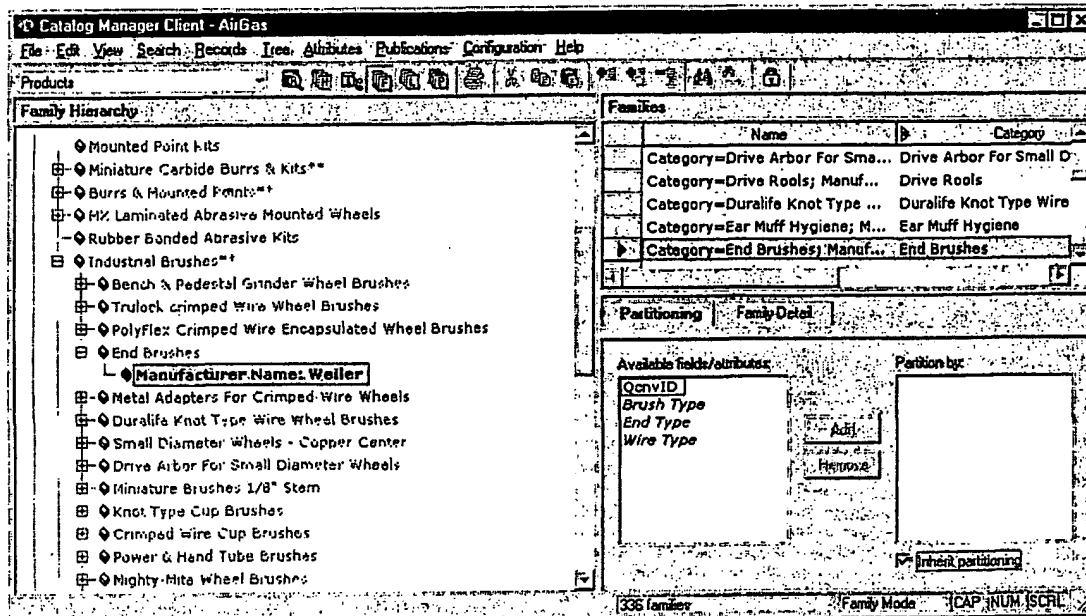 Catalog Manager Client - AirGas
File Edit View Search Records Tree Attributes Publications Configuration Help
Products
Family Hierarchy
Mounted Point Kits
Miniature Carbide Burrs & Kits**
Burrs & Mounted Points**
HX Laminated Abrasive Mounted Wheels
Rubber Bonded Abrasive Kits
Industrial Brushes**
Bench & Pedestal Grinder Wheel Brushes
Trulock crimped Wire Wheel Brushes
PolyFlex Crimped Wire Encapsulated Wheel Brushes
End Brushes
Manufacturer Name: Weiler
Metal Adapters For Crimped Wire Wheels
Duralife Knot Type Wire Wheel Brushes
Small Diameter Wheels - Copper Center
Drive Arbor For Small Diameter Wheels
Miniature Brushes 1/8" Stem
Knot Type Cup Brushes
Crimped Wire Cup Brushes
Power & Hand Tube Brushes
Mighty-Mite Wheel Brushes
Families
Name Category
Category=Drive Arbor For Sma... Drive Arbor For Small D
Category=Drive Rools; Manuf... Drive Rools
Category=Duralife Knot Type ... Duralife Knot Type Wire
Category=Ear Muff Hygiene; M... Ear Muff Hygiene
Category=End Brushes; Manuf... End Brushes
Partitioning Family Detail
Available fields/attributes: Partition by:
QcnvID
Brush Type
End Type
Wire Type
Add
Remove
Inherit partitioning
336 families Family Mode CAP NUM SCRL